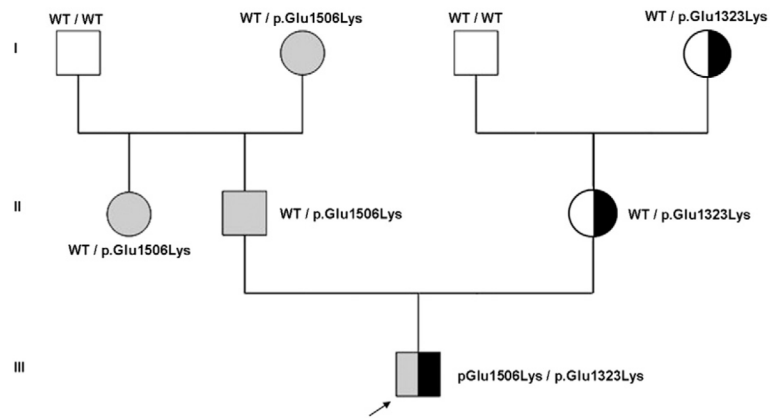 WT / WT
WT / p.Glu1506Lys
WT / WT
WT / p.Glu1323Lys
I
II
WT / p.Glu1506Lys
WT / p.Glu1506Lys
WT / p.Glu1323Lys
III
pGlu1506Lys / p.Glu1323Lys